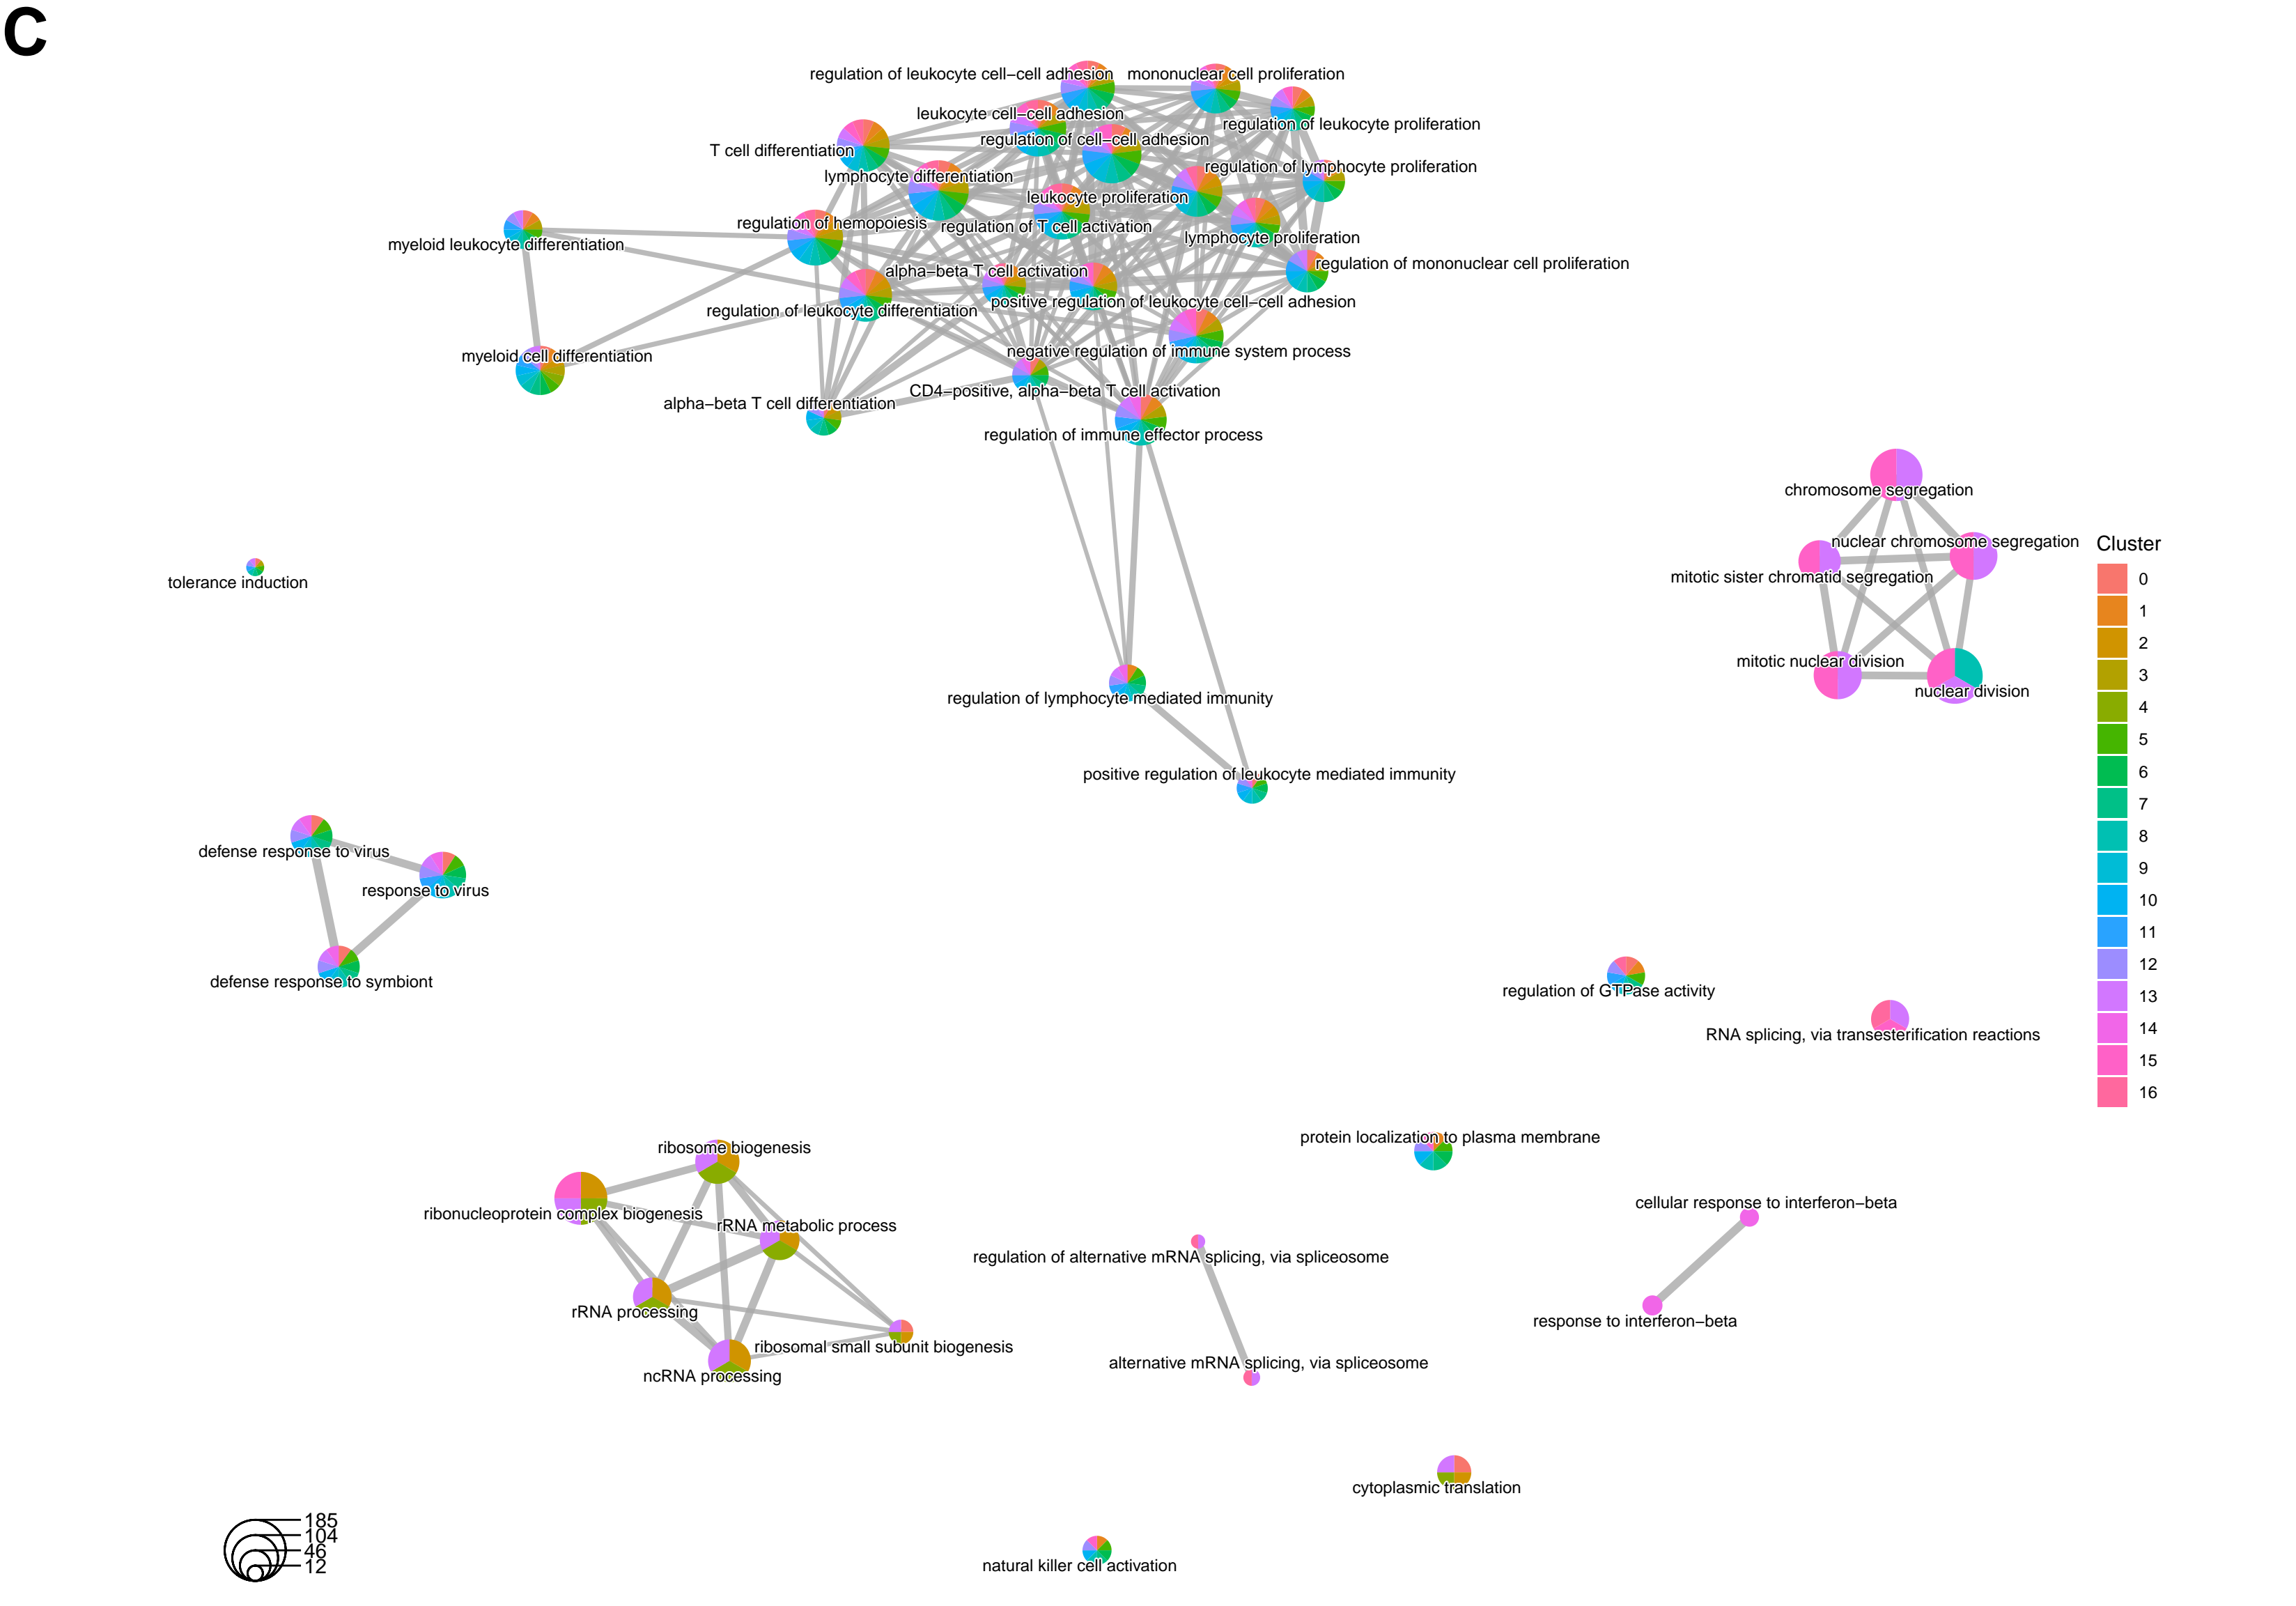 C
regulation of leukocyte cell−cell adhesion
mononuclear cell proliferation
leukocyte cell−cell adhesion
regulation of leukocyte proliferation
regulation of cell−cell adhesion
T cell differentiation
regulation of lymphocyte proliferation
lymphocyte differentiation
leukocyte proliferation
regulation of hemopoiesis
regulation of T cell activation
lymphocyte proliferation
myeloid leukocyte differentiation
regulation of mononuclear cell proliferation
alpha−beta T cell activation
positive regulation of leukocyte cell−cell adhesion
regulation of leukocyte differentiation
negative regulation of immune system process
myeloid cell differentiation
CD4−positive, alpha−beta T cell activation
alpha−beta T cell differentiation
regulation of immune effector process
chromosome segregation
nuclear chromosome segregation
mitotic sister chromatid segregation
mitotic nuclear division
nuclear division
tolerance induction
regulation of lymphocyte mediated immunity
positive regulation of leukocyte mediated immunity
defense response to virus
response to virus
defense response to symbiont
regulation of GTPase activity
RNA splicing, via transesterification reactions
protein localization to plasma membrane
ribosome biogenesis
ribonucleoprotein complex biogenesis
rRNA metabolic process
rRNA processing
ribosomal small subunit biogenesis
ncRNA processing
cellular response to interferon−beta
response to interferon−beta
regulation of alternative mRNA splicing, via spliceosome
alternative mRNA splicing, via spliceosome
cytoplasmic translation
natural killer cell activation
Cluster
0
1
2
3
4
5
6
7
8
9
10
11
12
13
14
15
16
185
104
46
12